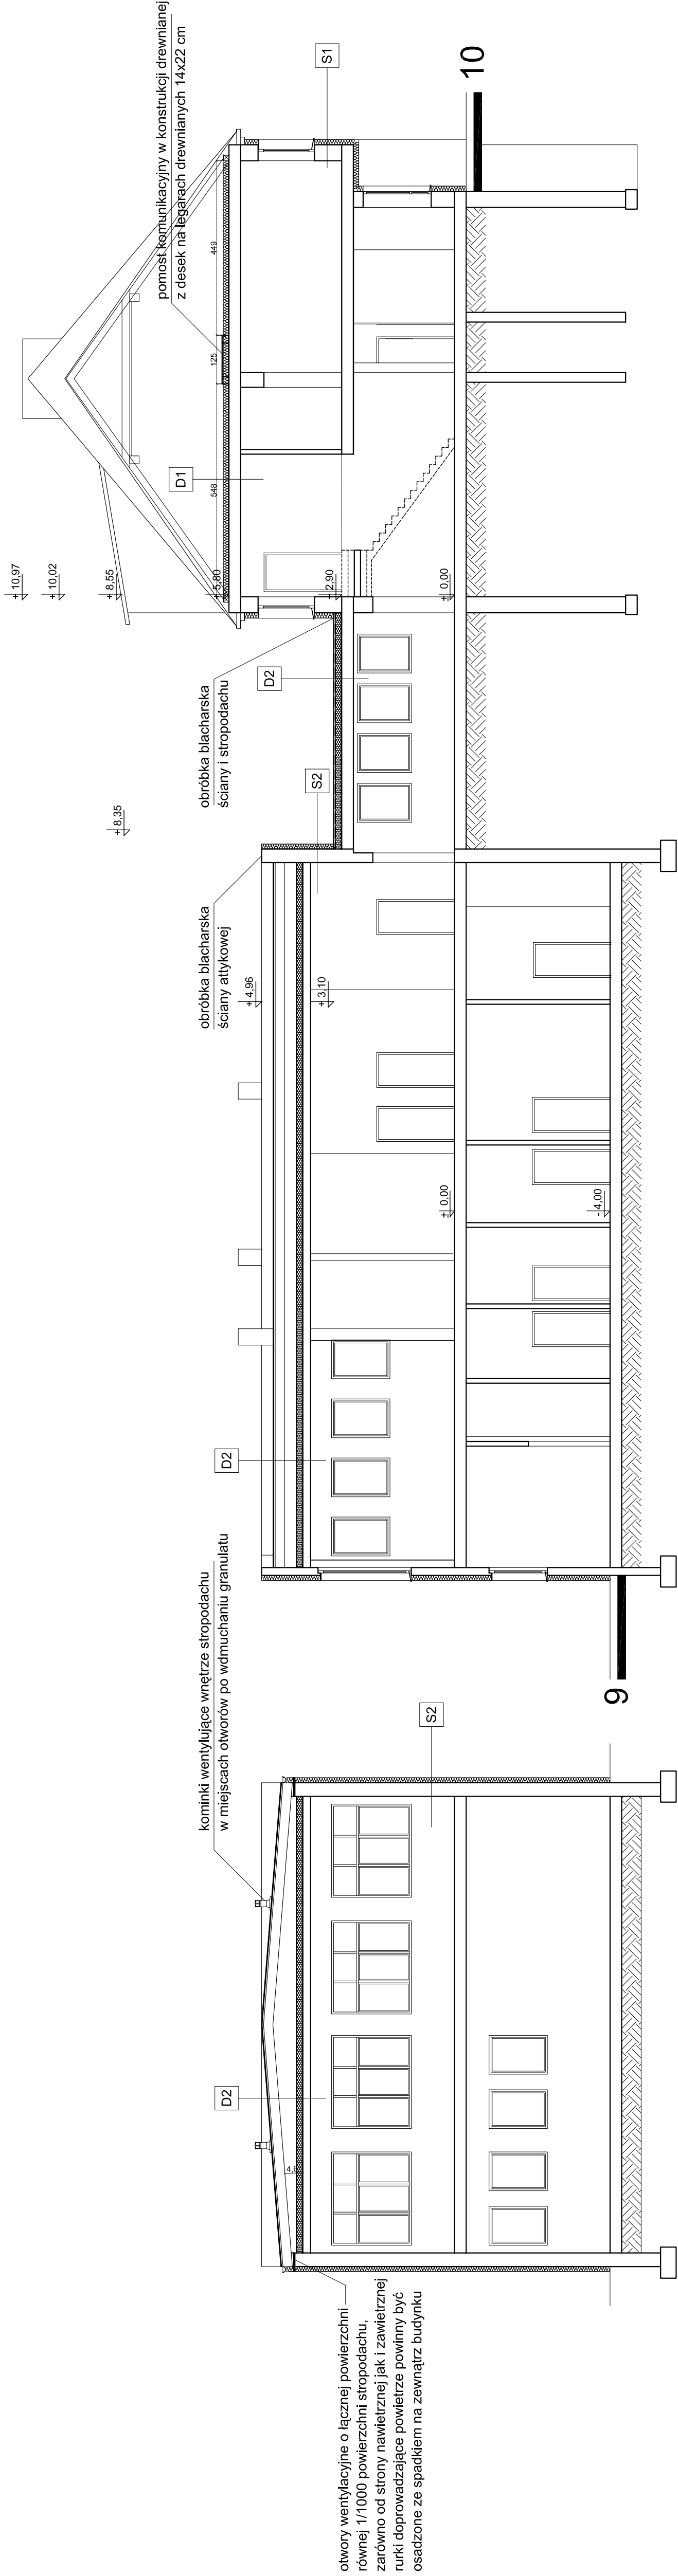 otwory wentylacyjne o łącznej powierzchni
równej 1/1000 powierzchni stropodachu,
zarówno od strony nawietrznej jak i zawietrznej
rurki doprowadzające powietrze powinny być
osadzone ze spadkiem na zewnątrz budynku
D2
S2
kominki wentylujące wnętrze stropodachu
w miejscach otworów po wdmuchaniu granulatu
9
D2
± 0,00
- 4,00
+ 4,96
+ 3,10
obróbka blacharska
ściany attykowej
S2
+ 8,35
obróbka blacharska
ściany i stropodachu
D2
+ 10,97
+ 10,02
+ 8,55
+ 5,80
+ 2,90
± 0,00
D1
548
125
449
pomost komunikacyjny w konstrukcji drewnianej
z desek na legarach drewnianych 14x22 cm
S1
10